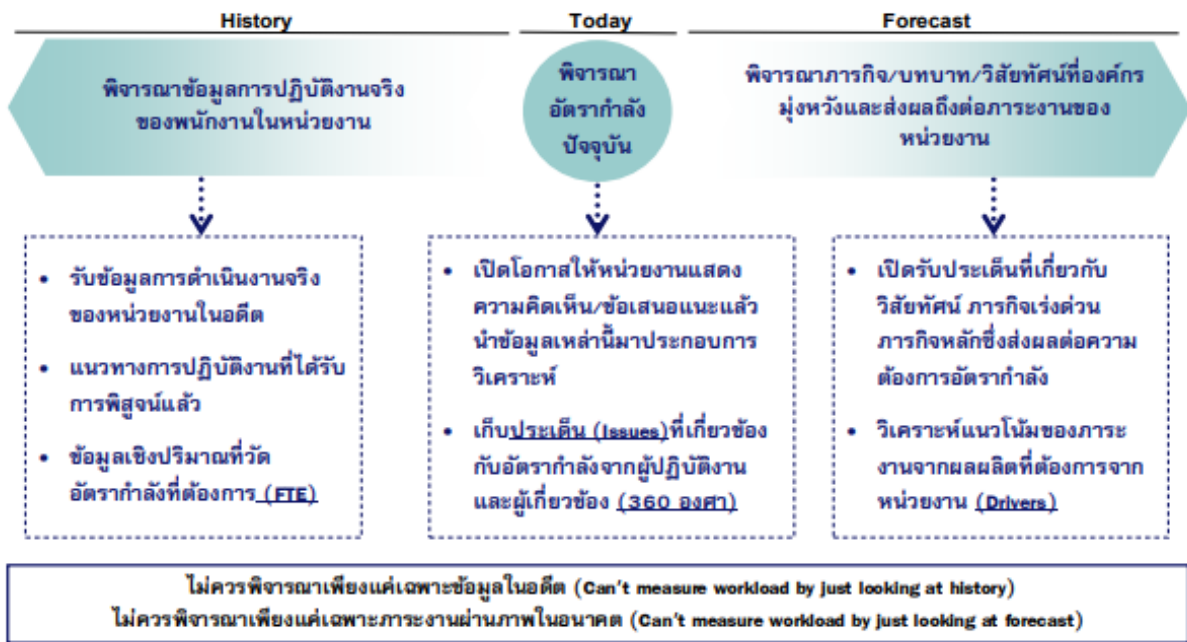 History
Today
Forecast
พิจารณาข้อมูลการปฏิบัติงานจริง
ของพนักงานในหน่วยงาน
พิจารณา
อัตรากำลัง
ปัจจุบัน
พิจารณาภารกิจ/บทบาท/วิสัยทัศน์ที่องค์กร
มุ่งหวังและส่งผลถึงต่อภาระงานของ
หน่วยงาน
• รับข้อมูลการดำเนินงานจริง
ของหน่วยงานในอดีต
• แนวทางการปฏิบัติงานที่ได้รับ
การพิสูจน์แล้ว
• ข้อมูลเชิงปริมาณที่วัด
อัตรากำลังที่ต้องการ (FTE)
• เปิดโอกาสให้หน่วยงานแสดง
ความคิดเห็น/ข้อเสนอแนะแล้ว
นำข้อมูลเหล่านี้มาประกอบการ
วิเคราะห์
• เก็บประเด็น (Issues)ที่เกี่ยวข้อง
กับอัตรากำลังจากผู้ปฏิบัติงาน
และผู้เกี่ยวข้อง (360 องศา)
• เปิดรับประเด็นที่เกี่ยวกับ
วิสัยทัศน์ ภารกิจเร่งด่วน
ภารกิจหลักซึ่งส่งผลต่อความ
ต้องการอัตรากำลัง
• วิเคราะห์แนวโน้มของภาระ
งานจากผลผลิตที่ต้องการจาก
หน่วยงาน (Drivers)
ไม่ควรพิจารณาเพียงแค่เฉพาะข้อมูลในอดีต (Can't measure workload by just looking at history)
ไม่ควรพิจารณาเพียงแค่เฉพาะภาระงานผ่านภาพในอนาคต (Can't measure workload by just looking at forecast)